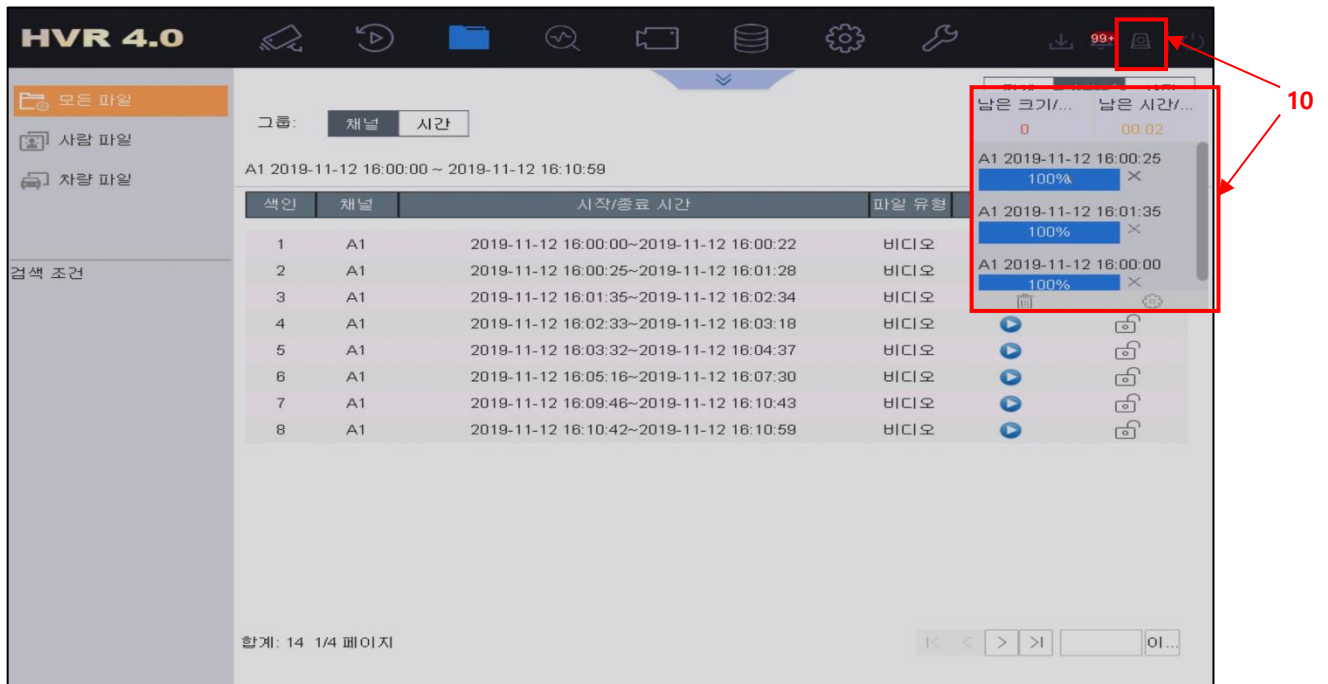 HVR 4.0
99+
10
모든 파일
사람 파일
차량 파일
검색 조건
그룹: 채널 시간
남은 크기/... 남은 시간/...
0 00:02
A1 2019-11-12 16:00:25
100%
A1 2019-11-12 16:01:35
100%
A1 2019-11-12 16:00:00
100%
A1 2019-11-12 16:00:00 ~ 2019-11-12 16:10:59
색인 채널 시작/종료 시간 파일 유형
1 A1 2019-11-12 16:00:00~2019-11-12 16:00:22 비디오
2 A1 2019-11-12 16:00:25~2019-11-12 16:01:28 비디오
3 A1 2019-11-12 16:01:35~2019-11-12 16:02:34 비디오
4 A1 2019-11-12 16:02:33~2019-11-12 16:03:18 비디오
5 A1 2019-11-12 16:03:32~2019-11-12 16:04:37 비디오
6 A1 2019-11-12 16:05:16~2019-11-12 16:07:30 비디오
7 A1 2019-11-12 16:09:46~2019-11-12 16:10:43 비디오
8 A1 2019-11-12 16:10:42~2019-11-12 16:10:59 비디오
합계: 14 1/4 페이지
이...